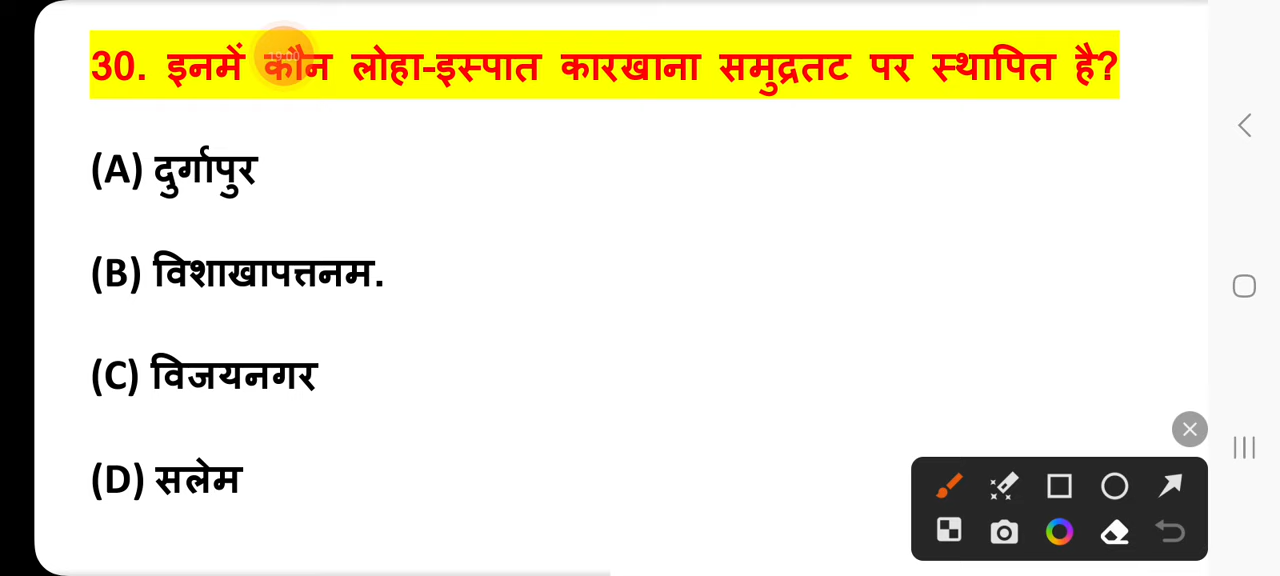 30. इनमें कौन लोहा-इस्पात कारखाना समुद्रतट पर स्थापित है?
(A) दुर्गापुर
(B) विशाखापत्तनम.
(C) विजयनगर
(D) सलेम